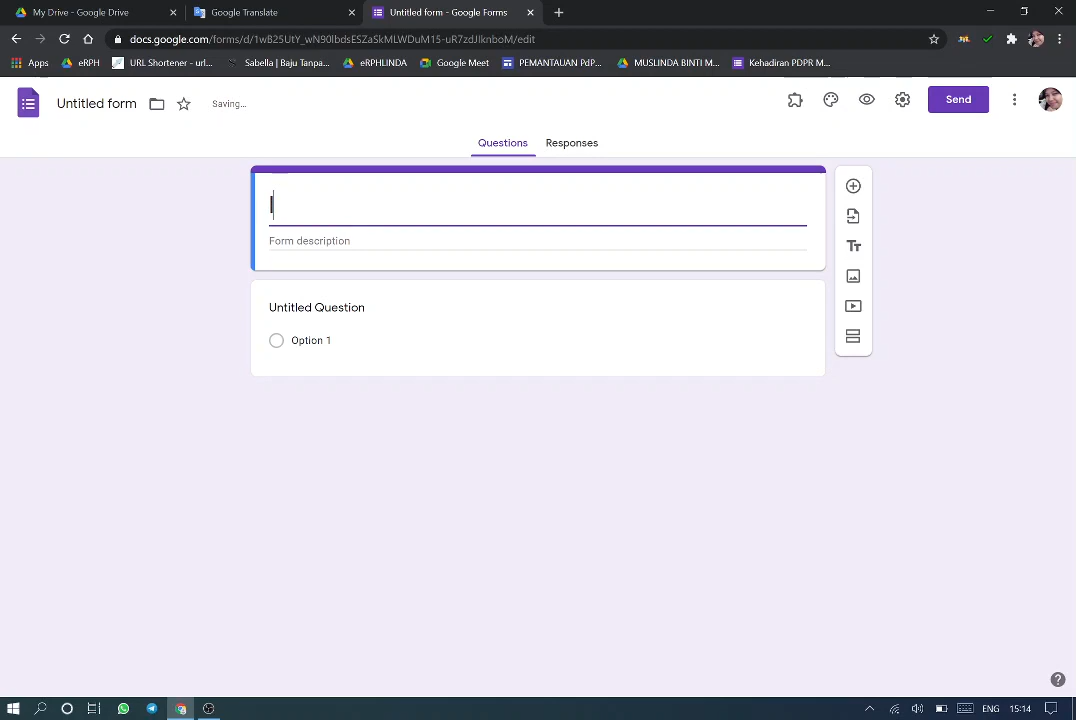 My Drive - Google Drive
Google Translate
Untitled form - Google Forms
docs.google.com/forms/d/1wB25UtY_wN90lbdsESZaSkMLWDuM15-uR7zdJIknboM/edit
Apps
eRPH
URL Shortener - url...
Sabella | Baju Tanpa...
eRPHLINDA
Google Meet
PEMANTAUAN PdP...
MUSLINDA BINTI M...
Kehadiran PDPR M...
Untitled form
Saving...
Send
Questions
Responses
I
Form description
Untitled Question
Option 1
ENG
15:14